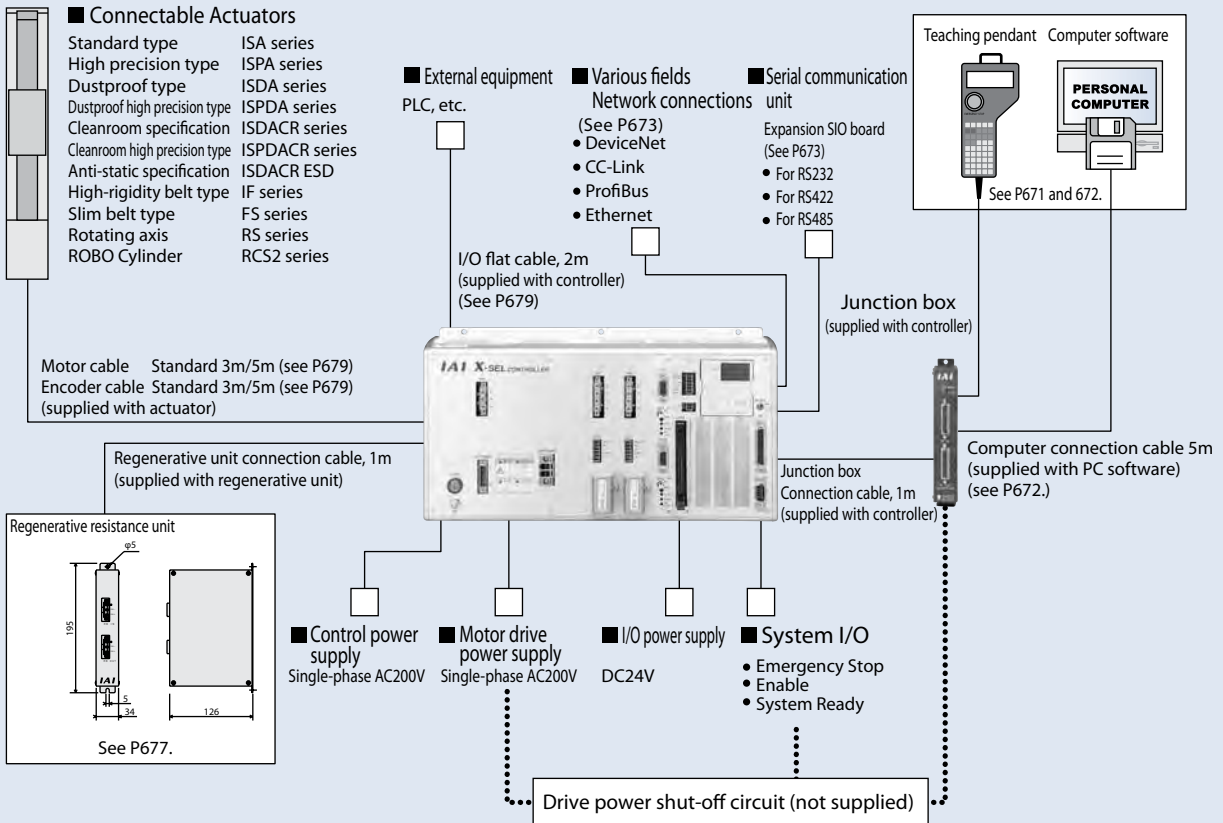 ■ Connectable Actuators
Standard type ISA series
High precision type ISPA series
Dustproof type ISDA series
Dustproof high precision type ISPDA series
Cleanroom specification ISDACR series
Cleanroom high precision type ISPDACR series
Anti-static specification ISDACR ESD
High-rigidity belt type IF series
Slim belt type FS series
Rotating axis RS series
ROBO Cylinder RCS2 series
■ External equipment
PLC, etc.
■ Various fields
Network connections
(See P673)
• DeviceNet
• CC-Link
• ProfiBus
• Ethernet
■ Serial communication
unit
Expansion SIO board
(See P673)
• For RS232
• For RS422
• For RS485
Teaching pendant Computer software
PERSONAL
COMPUTER
See P671 and 672.
I/O flat cable, 2m
(supplied with controller)
(See P679)
Junction box
(supplied with controller)
Motor cable Standard 3m/5m (see P679)
Encoder cable Standard 3m/5m (see P679)
(supplied with actuator)
IAI X-SEL CONTROLLER
IAI
Regenerative unit connection cable, 1m
(supplied with regenerative unit)
Junction box
Connection cable, 1m
(supplied with controller)
Computer connection cable 5m
(supplied with PC software)
(see P672.)
Regenerative resistance unit
φ5
195
IAI
5
34
126
See P677.
■ Control power
supply
Single-phase AC200V
■ Motor drive
power supply
Single-phase AC200V
■ I/O power supply
DC24V
■ System I/O
• Emergency Stop
• Enable
• System Ready
Drive power shut-off circuit (not supplied)